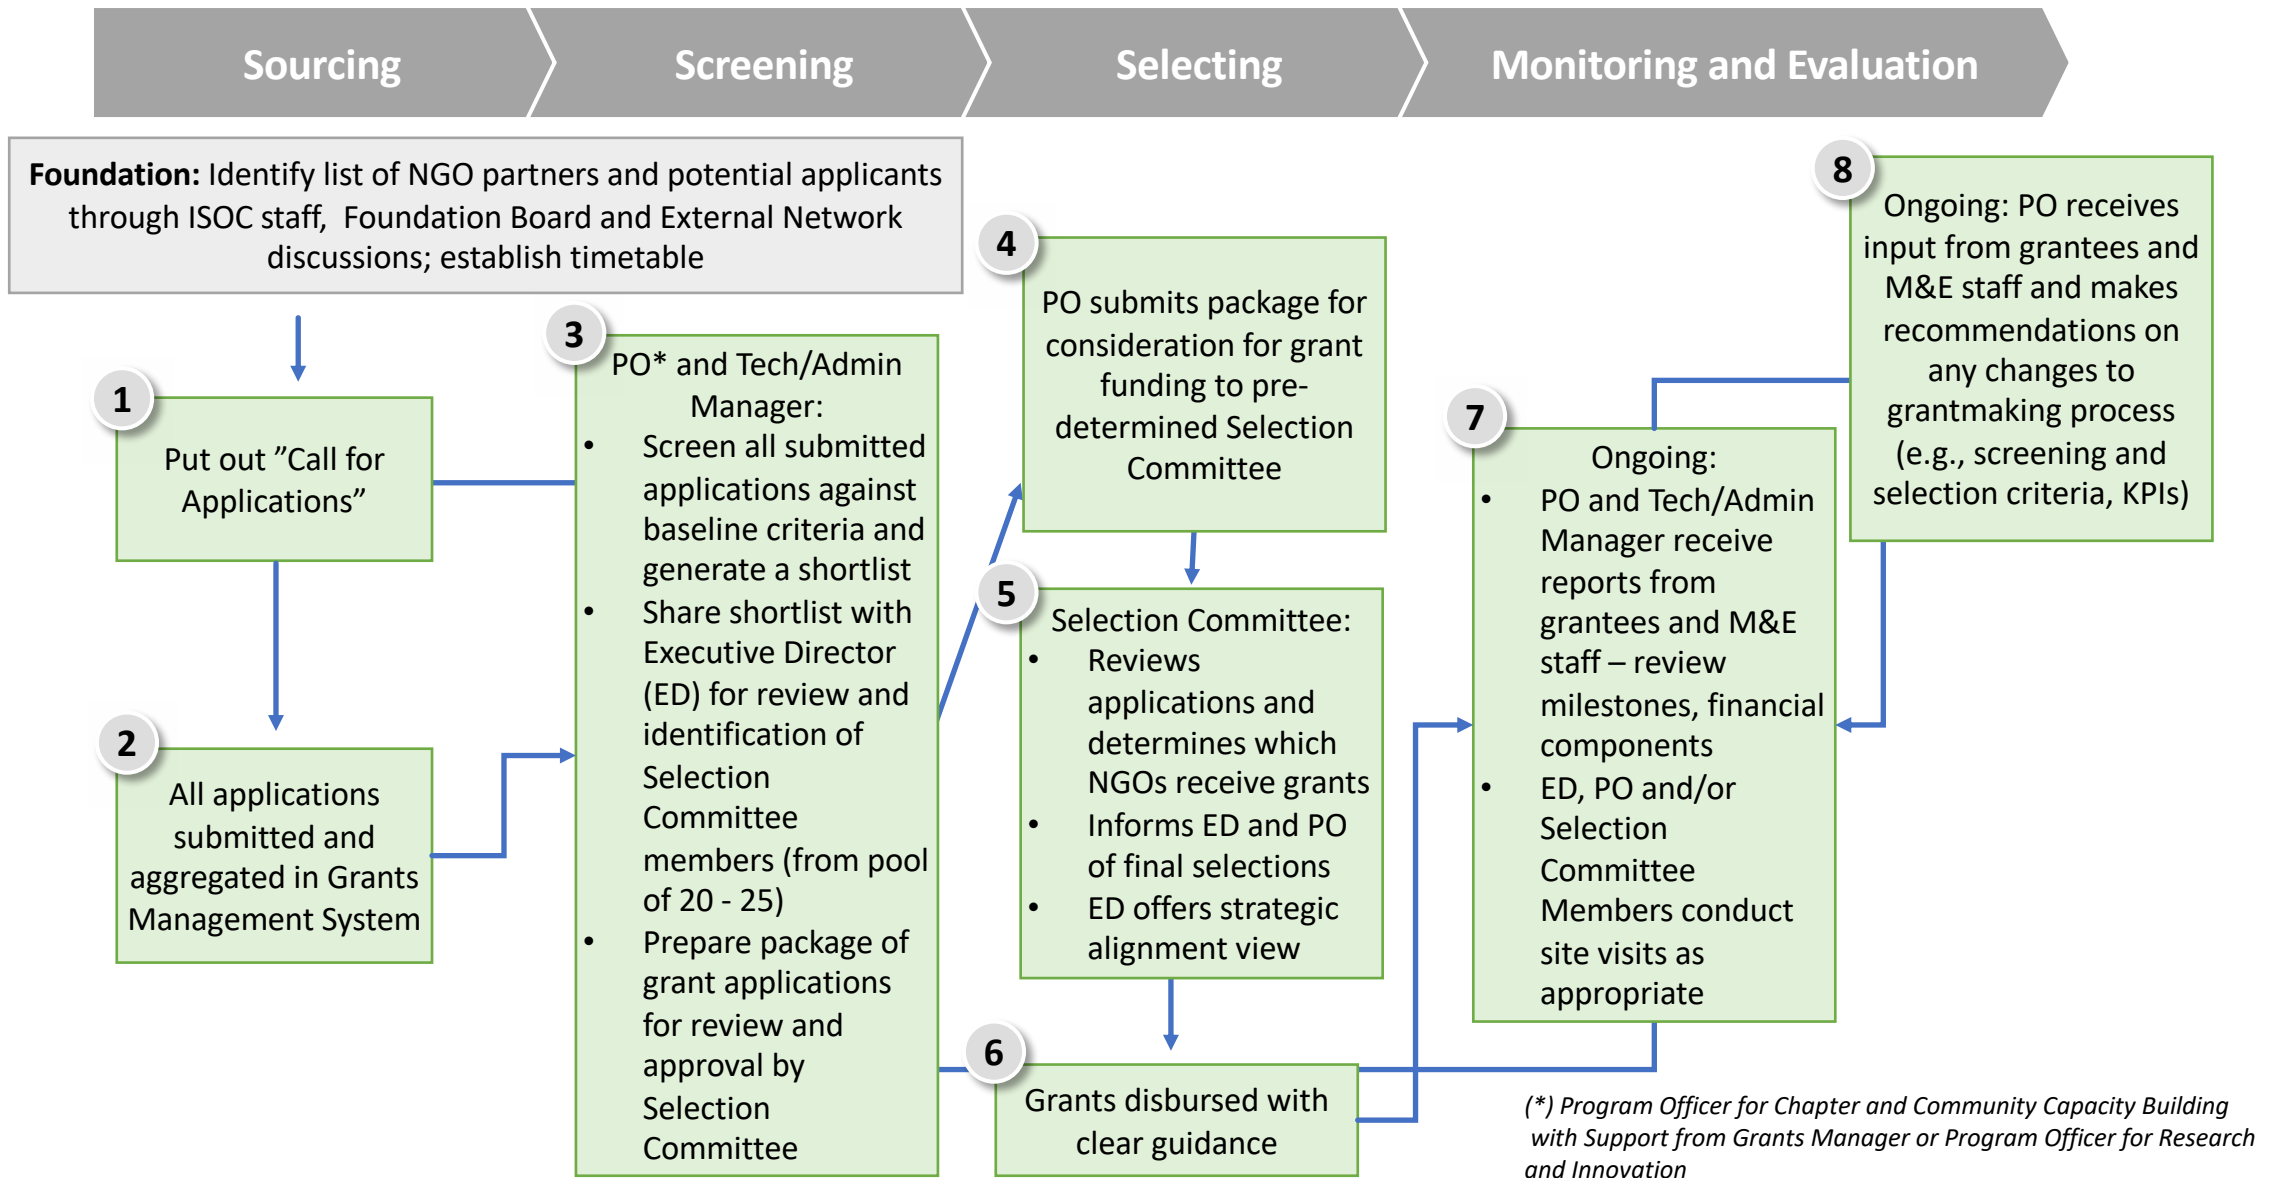 Sourcing
Screening
Selecting
Monitoring and Evaluation
Foundation: Identify list of NGO partners and potential applicants
through ISOC staff, Foundation Board and External Network
discussions; establish timetable
1
Put out ”Call for
Applications”
2
All applications
submitted and
aggregated in Grants
Management System
3
PO* and Tech/Admin
Manager:
• Screen all submitted
applications against
baseline criteria and
generate a shortlist
• Share shortlist with
Executive Director
(ED) for review and
identification of
Selection
Committee
members (from pool
of 20 - 25)
• Prepare package of
grant applications
for review and
approval by
Selection
Committee
4
PO submits package for
consideration for grant
funding to pre-
determined Selection
Committee
5
Selection Committee:
• Reviews
applications and
determines which
NGOs receive grants
• Informs ED and PO
of final selections
• ED offers strategic
alignment view
6
Grants disbursed with
clear guidance
7
Ongoing:
• PO and Tech/Admin
Manager receive
reports from
grantees and M&E
staff – review
milestones, financial
components
• ED, PO and/or
Selection
Committee
Members conduct
site visits as
appropriate
8
Ongoing: PO receives
input from grantees and
M&E staff and makes
recommendations on
any changes to
grantmaking process
(e.g., screening and
selection criteria, KPIs)
(*) Program Officer for Chapter and Community Capacity Building
with Support from Grants Manager or Program Officer for Research
and Innovation